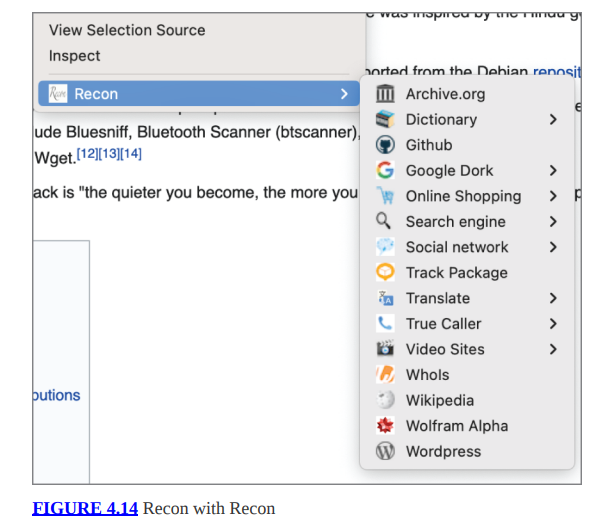 e was inspired by the Hindu g
View Selection Source
Inspect
ported from the Debian reposit
Recon
Archive.org
Dictionary
Github
Google Dork
Online Shopping
Search engine
Social network
Track Package
Translate
True Caller
Video Sites
WhoIs
Wikipedia
Wolfram Alpha
Wordpress
ude Bluesniff, Bluetooth Scanner (btscanner),
Wget.[12][13][14]
ack is "the quieter you become, the more you
butions
FIGURE 4.14 Recon with Recon